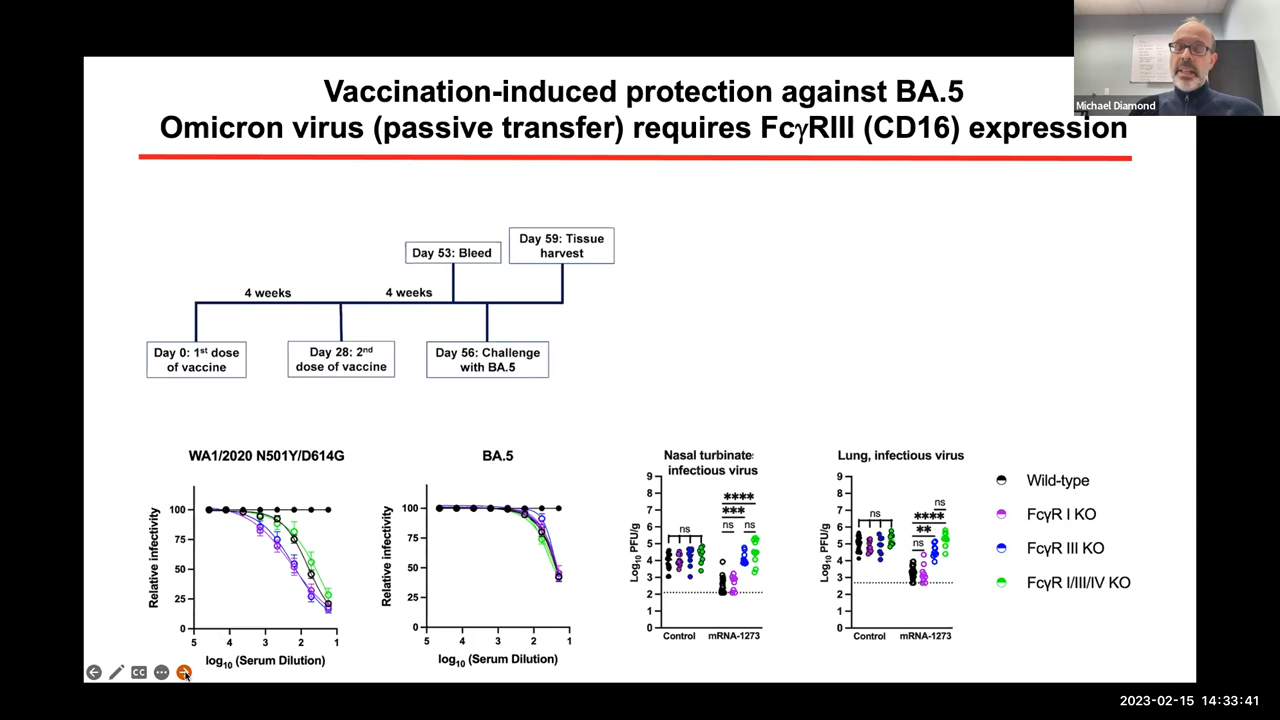 Vaccination-induced protection against BA.5
Omicron virus (passive transfer) requires FcγRIII (CD16) expression
Michael Diamond
Day 53: Bleed
Day 59: Tissue
harvest
4 weeks
4 weeks
Day 0: 1st dose
of vaccine
Day 28: 2nd
dose of vaccine
Day 56: Challenge
with BA.5
WA1/2020 N501Y/D614G
Relative infectivity
100
75
50
25
0
5 4 3 2 1
log10 (Serum Dilution)
BA.5
Relative infectivity
100
75
50
25
0
5 4 3 2 1
log10 (Serum Dilution)
Nasal turbinate
infectious virus
Log10 PFU/g
9
8
7
6
5
4
3
2
1
0
ns
****
***
ns ns
Control mRNA-1273
Lung, infectious virus
Log10 PFU/g
9
8
7
6
5
4
3
2
1
0
ns
ns
****
**
ns
Control mRNA-1273
Wild-type
FcγR I KO
FcγR III KO
FcγR I/III/IV KO
CC
2023-02-15 14:33:41